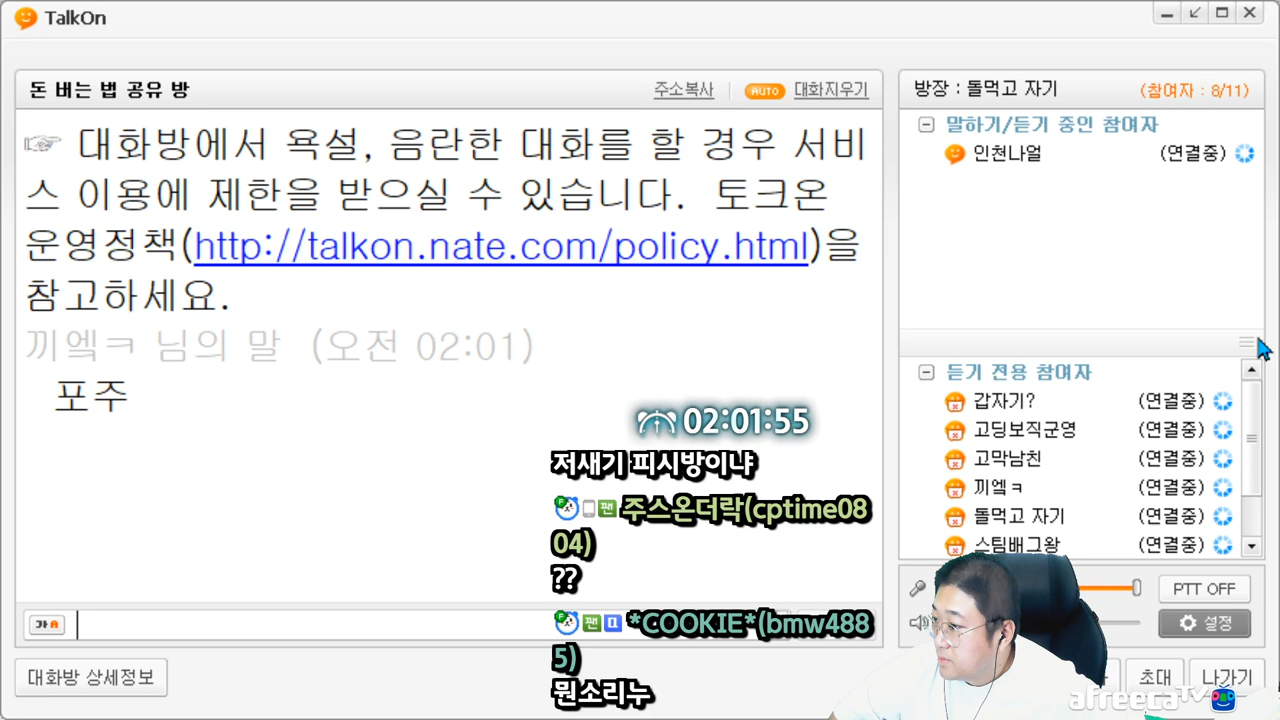 TalkOn
돈 버는 법 공유 방
주소복사
AUTO 대화지우기
☞ 대화방에서 욕설, 음란한 대화를 할 경우 서비
스 이용에 제한을 받으실 수 있습니다. 토크온
운영정책(http://talkon.nate.com/policy.html)을
참고하세요.
끼엨ㅋ 님의 말 (오전 02:01)
포주
방장 : 돌먹고 자기
(참여자 : 8/11)
말하기/듣기 중인 참여자
인천나얼 (연결중)
듣기 전용 참여자
갑자기? (연결중)
고딩보직군영 (연결중)
고막남친 (연결중)
끼엨ㅋ (연결중)
돌먹고 자기 (연결중)
스팀배그왕 (연결중)
02:01:55
저새기 피시방이냐
팬 주스온더락(cptime08
04)
??
팬 *COOKIE*(bmw488
5)
뭔소리누
가A
PTT OFF
설정
대화방 상세정보
초대
나가기
afreecaTV